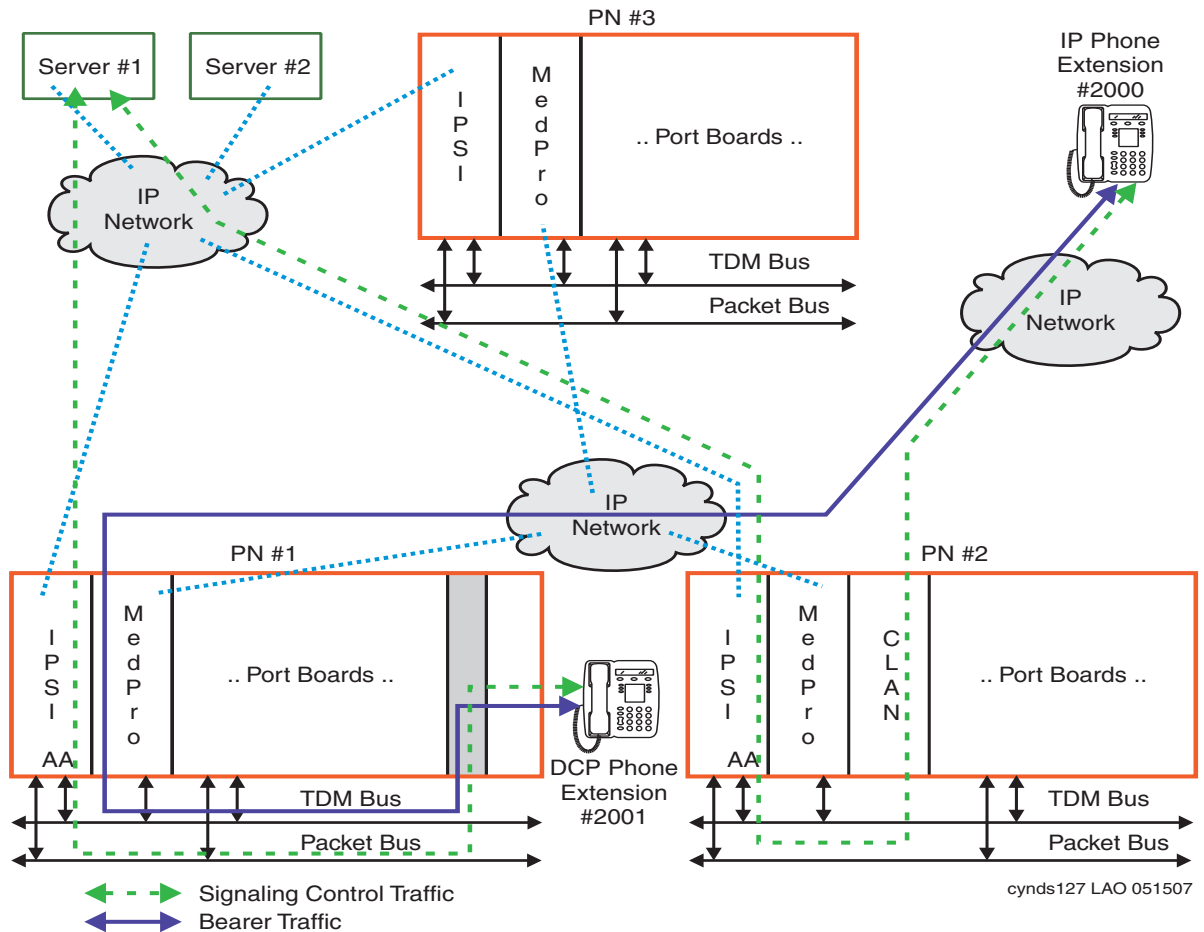 PN #3
Server #1
Server #2
IP Phone
Extension
#2000
I
P
S
I
M
e
d
P
r
o
.. Port Boards ..
IP
Network
TDM Bus
Packet Bus
IP
Network
IP
Network
PN #1
PN #2
I
P
S
I
AA
M
e
d
P
r
o
.. Port Boards ..
DCP Phone
Extension
#2001
I
P
S
I
AA
M
e
d
P
r
o
C
L
A
N
.. Port Boards ..
TDM Bus
Packet Bus
TDM Bus
Packet Bus
Signaling Control Traffic
Bearer Traffic
cynds127 LAO 051507